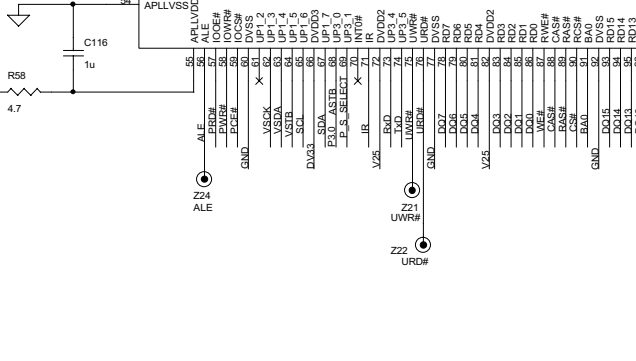 54
APLLVSS
C116
1u
R58
4.7
APLLVDD
ALE
IOOE#
IOWR#
IOCS#
DVSS
UP1_2
UP1_3
UP1_4
UP1_5
UP1_6
DVDD3
UP1_7
UP3_0
UP3_1
INT0#
IR
DVDD2
UP3_4
UP3_5
UWR#
URD#
DVSS
RD7
RD6
RD5
RD4
DVDD2
RD3
RD2
RD1
RD0
RWE#
CAS#
RAS#
RCS#
BA0
DVSS
RD15
RD14
RD13
55
56
57
58
59
60
61
62
63
64
65
66
67
68
69
70
71
72
73
74
75
76
77
78
79
80
81
82
83
84
85
86
87
88
89
90
91
92
93
94
95
ALE
PRD#
PWR#
PCE#
GND
VSCK
VSDA
VSTB
SCL
DV33
SDA
P3.0_ASTB
P_S_SELECT
IR
V25
RxD
TxD
UWR#
URD#
GND
DQ7
DQ6
DQ5
DQ4
V25
DQ3
DQ2
DQ1
DQ0
WE#
CAS#
RAS#
CS#
BA0
GND
DQ15
DQ14
DQ13
Z24
ALE
Z21
UWR#
Z22
URD#